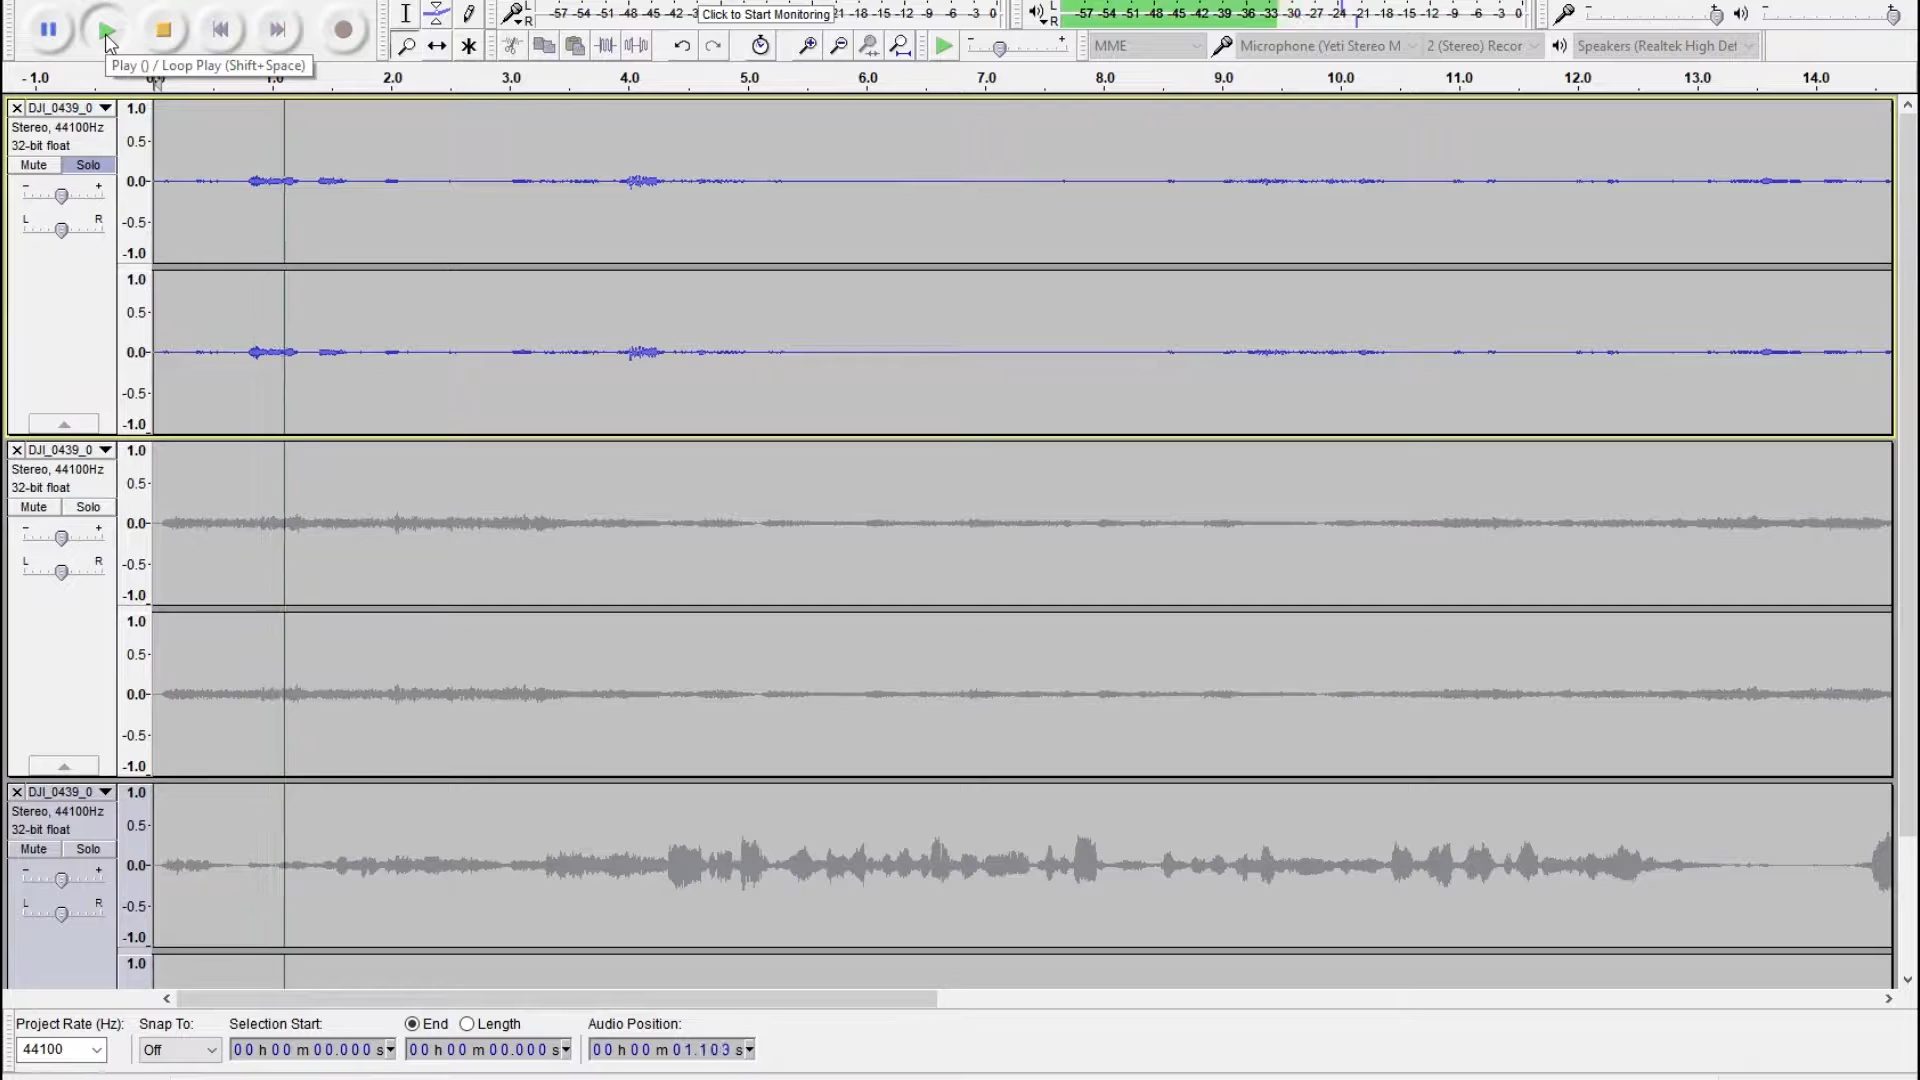 -57 -54 -51 -48 -45 -42 -3 Click to Start Monitoring 21 -18 -15 -12 -9 -6 -3 0
L
R
-57 -54 -51 -48 -45 -42 -39 -36 -33 -30 -27 -24 -21 -18 -15 -12 -9 -6 -3 0
L
R
MME
Microphone (Yeti Stereo M
2 (Stereo) Recor
Speakers (Realtek High Def
Play () / Loop Play (Shift+Space)
-1.0 1.0 2.0 3.0 4.0 5.0 6.0 7.0 8.0 9.0 10.0 11.0 12.0 13.0 14.0
DJI_0439_0
Stereo, 44100Hz
32-bit float
Mute Solo
- +
L R
1.0
0.5
0.0
-0.5
-1.0
1.0
0.5
0.0
-0.5
-1.0
DJI_0439_0
Stereo, 44100Hz
32-bit float
Mute Solo
- +
L R
1.0
0.5
0.0
-0.5
-1.0
1.0
0.5
0.0
-0.5
-1.0
DJI_0439_0
Stereo, 44100Hz
32-bit float
Mute Solo
- +
L R
1.0
0.5
0.0
-0.5
-1.0
1.0
Project Rate (Hz): Snap To: Selection Start: End Length Audio Position:
44100 Off 00 h 00 m 00.000 s 00 h 00 m 00.000 s 00 h 00 m 01.103 s